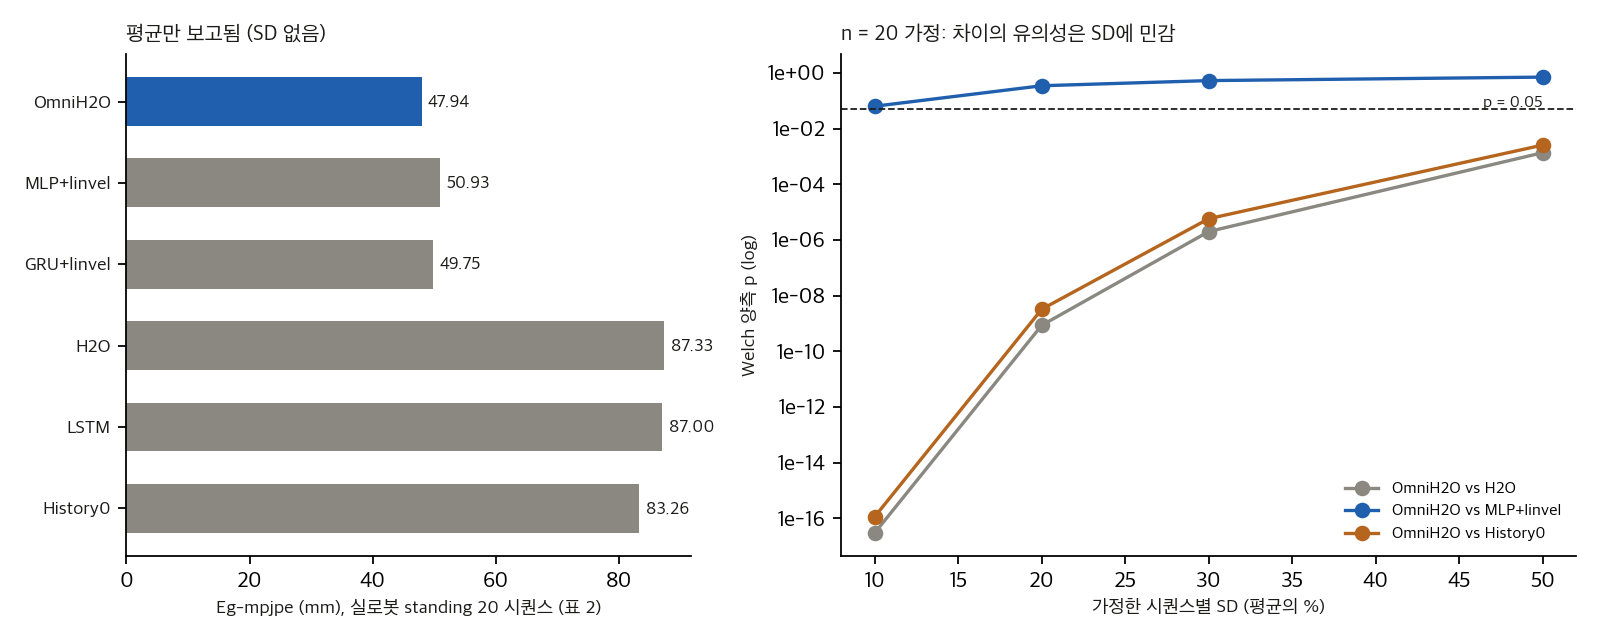 평균만 보고됨 (SD 없음)
OmniH2O
47.94
MLP+linvel
50.93
GRU+linvel
49.75
H2O
87.33
LSTM
87.00
History0
83.26
0
20
40
60
80
Eg-mpjpe (mm), 실로봇 standing 20 시퀀스 (표 2)
n = 20 가정: 차이의 유의성은 SD에 민감
Welch 양측 p (log)
1e+00
1e-02
1e-04
1e-06
1e-08
1e-10
1e-12
1e-14
1e-16
p = 0.05
OmniH2O vs H2O
OmniH2O vs MLP+linvel
OmniH2O vs History0
10
15
20
25
30
35
40
45
50
가정한 시퀀스별 SD (평균의 %)